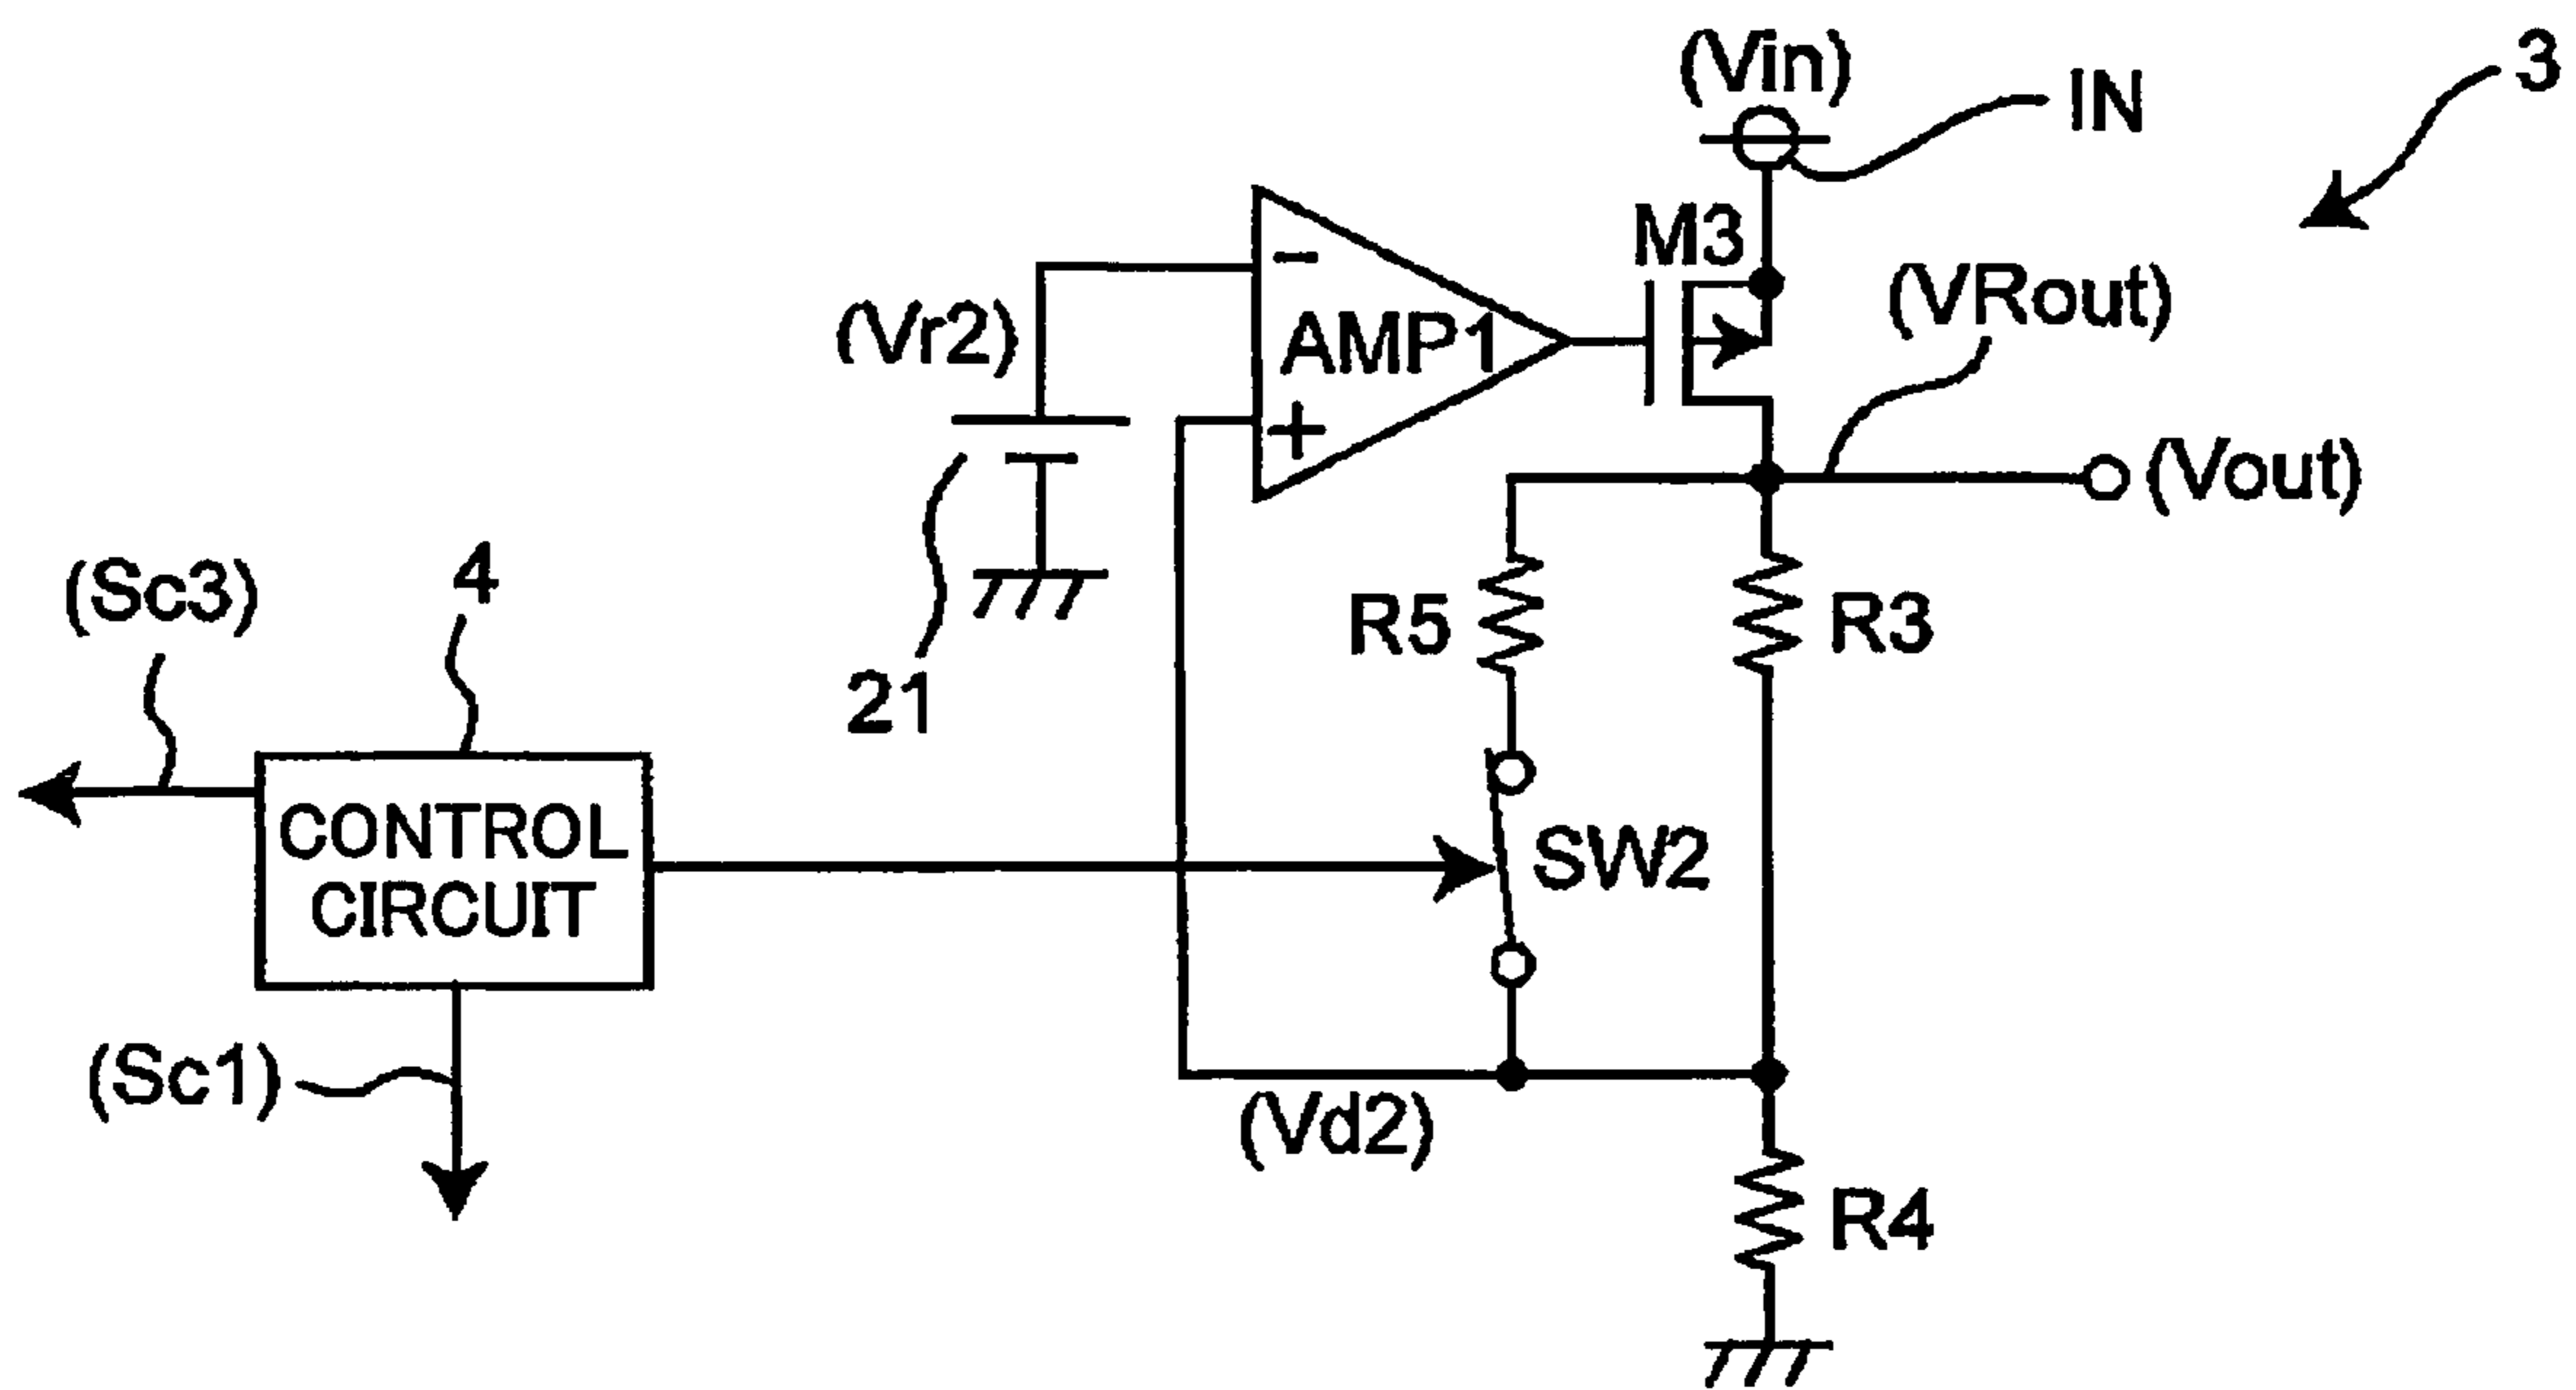 (Vin)
IN
3
M3
(VRout)
-
AMP1
+
(Vr2)
(Vout)
21
R5
R3
(Sc3)
4
CONTROL
CIRCUIT
SW2
(Sc1)
(Vd2)
R4